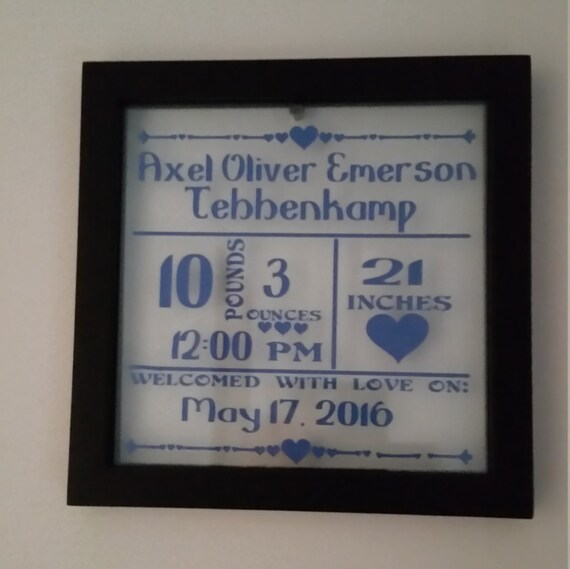 Axel Oliver Emerson
Tebbenkamp
10 POUNDS 3 OUNCES
12:00 PM
21
INCHES
WELCOMED WITH LOVE ON:
May 17, 2016